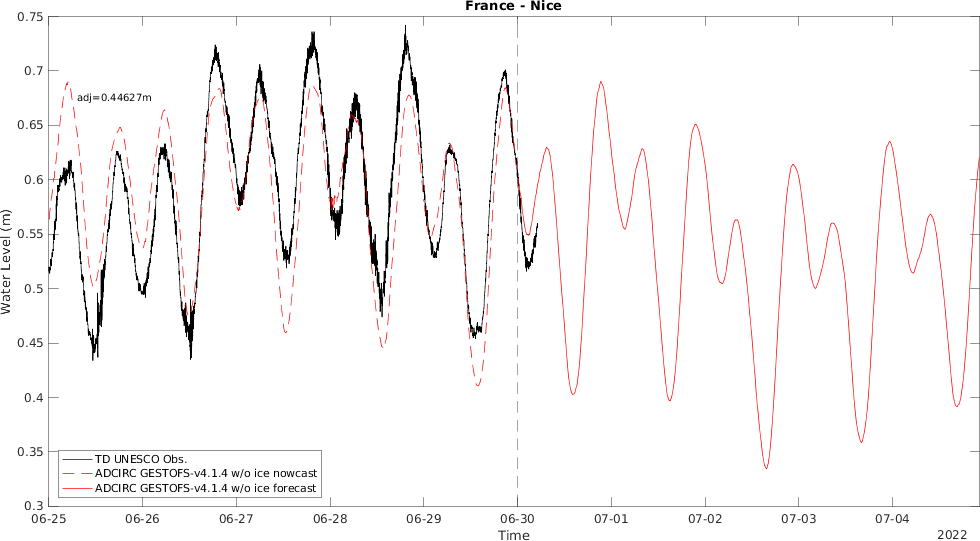 France - Nice
0.75
0.7
0.65
0.6
0.55
0.5
0.45
0.4
0.35
0.3
Water Level (m)
adj=0.44627m
TD UNESCO Obs.
ADCIRC GESTOFS-v4.1.4 w/o ice nowcast
ADCIRC GESTOFS-v4.1.4 w/o ice forecast
06-25 06-26 06-27 06-28 06-29 06-30 07-01 07-02 07-03 07-04
Time
2022